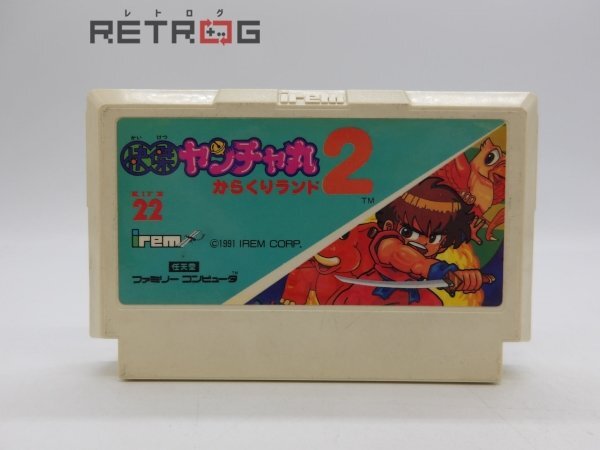 レトログ
RETROG
irem
かい けつ
快傑ヤンチャ丸2
からくりランド
TM
22
irem
©1991 IREM CORP.
任天堂
ファミリー コンピュータ™